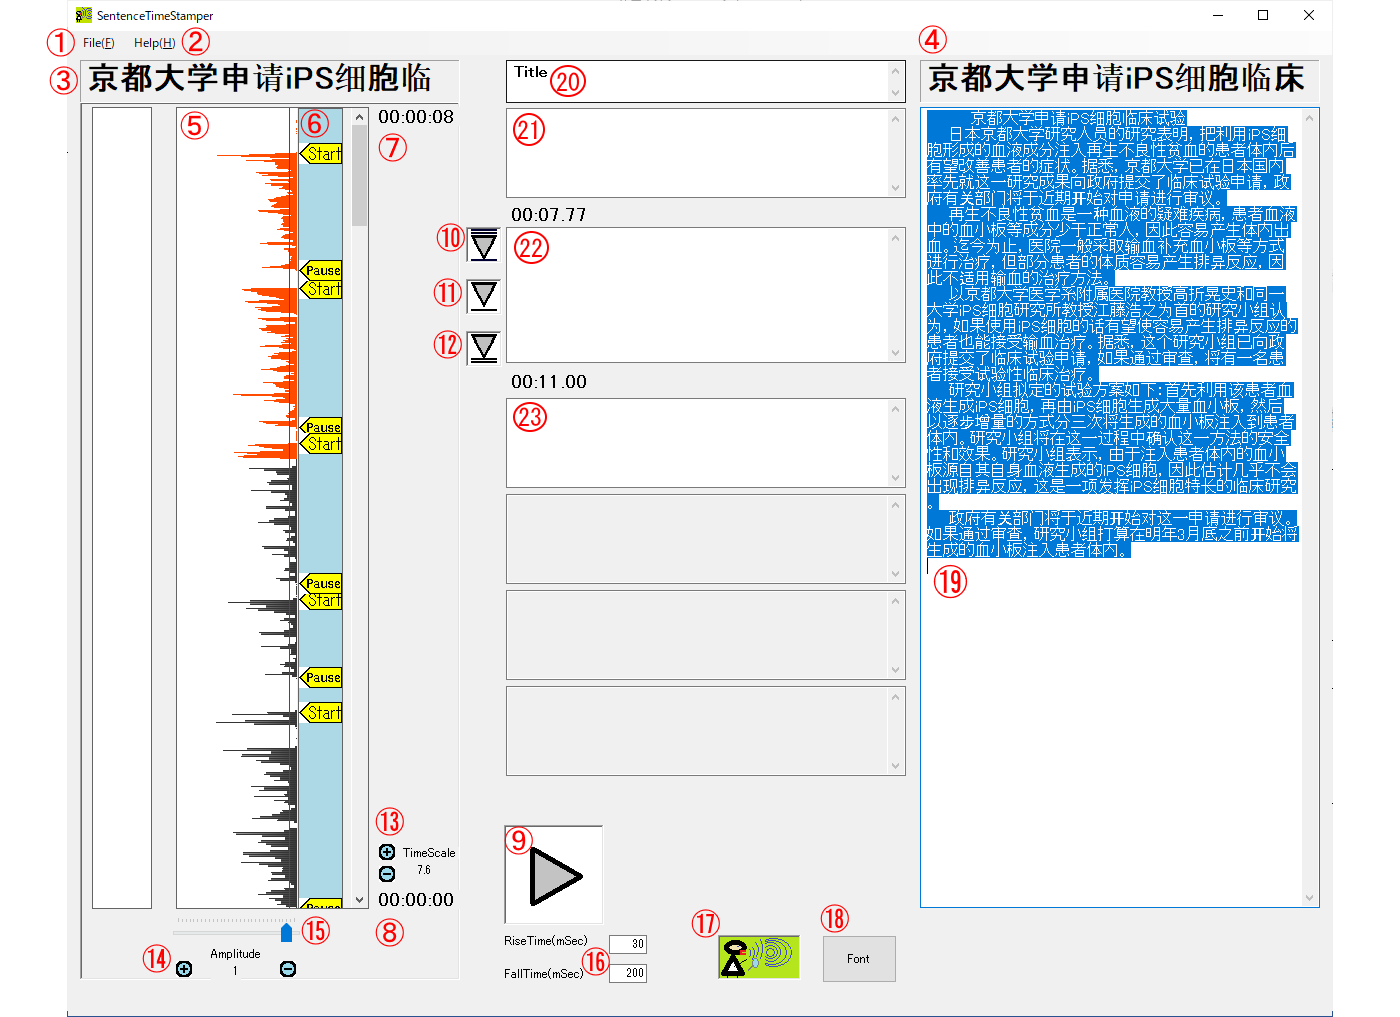 SentenceTimeStamper
① File(F) Help(H) ②
③ 京都大学申请iPS细胞临
④
京都大学申请iPS细胞临床
⑤
⑥
Start
Pause
Start
Pause
Start
Pause
Start
Pause
Start
Pause
00:00:08
⑦
⑬
TimeScale
7.6
00:00:00
⑧
⑮
⑭
Amplitude
1
Title
⑳
㉑
00:07.77
⑩
㉒
⑪
⑫
00:11.00
㉓
⑨
RiseTime(mSec) 30
⑯
FallTime(mSec) 200
⑰
⑱
Font
京都大学申请iPS细胞临床试验
日本京都大学研究人员的研究表明, 把利用iPS细
胞形成的血液成分注入再生不良性贫血的患者体内后
有望改善患者的症状。据悉, 京都大学已在日本国内
率先就这一研究成果向政府提交了临床试验申请, 政
府有关部门将于近期开始对申请进行审议。
再生不良性贫血是一种血液的疑难疾病, 患者血液
中的血小板等成分少于正常人, 因此容易产生体内出
血。迄今为止, 医院一般采取输血补充血小板等方式
进行治疗, 但部分患者的体质容易产生排异反应, 因
此不适用输血的治疗方法。
以京都大学医学系附属医院教授高折晃史和同一
大学iPS细胞研究所教授江藤浩之为首的研究小组认
为, 如果使用iPS细胞的话有望使容易产生排异反应的
患者也能接受输血治疗。据悉, 这个研究小组已向政
府提交了临床试验申请, 如果通过审查, 将有一名患
者接受试验性临床治疗。
研究小组拟定的试验方案如下:首先利用该患者血
液生成iPS细胞, 再由iPS细胞生成大量血小板, 然后
以逐步增量的方式分三次将生成的血小板注入到患者
体内。研究小组将在这一过程中确认这一方法的安全
性和效果。研究小组表示, 由于注入患者体内的血小
板源自其自身血液生成的iPS细胞, 因此估计几乎不会
出现排异反应, 这是一项发挥iPS细胞特长的临床研究
。
政府有关部门将于近期开始对这一申请进行审议。
如果通过审查, 研究小组打算在明年3月底之前开始将
生成的血小板注入患者体内。
⑲